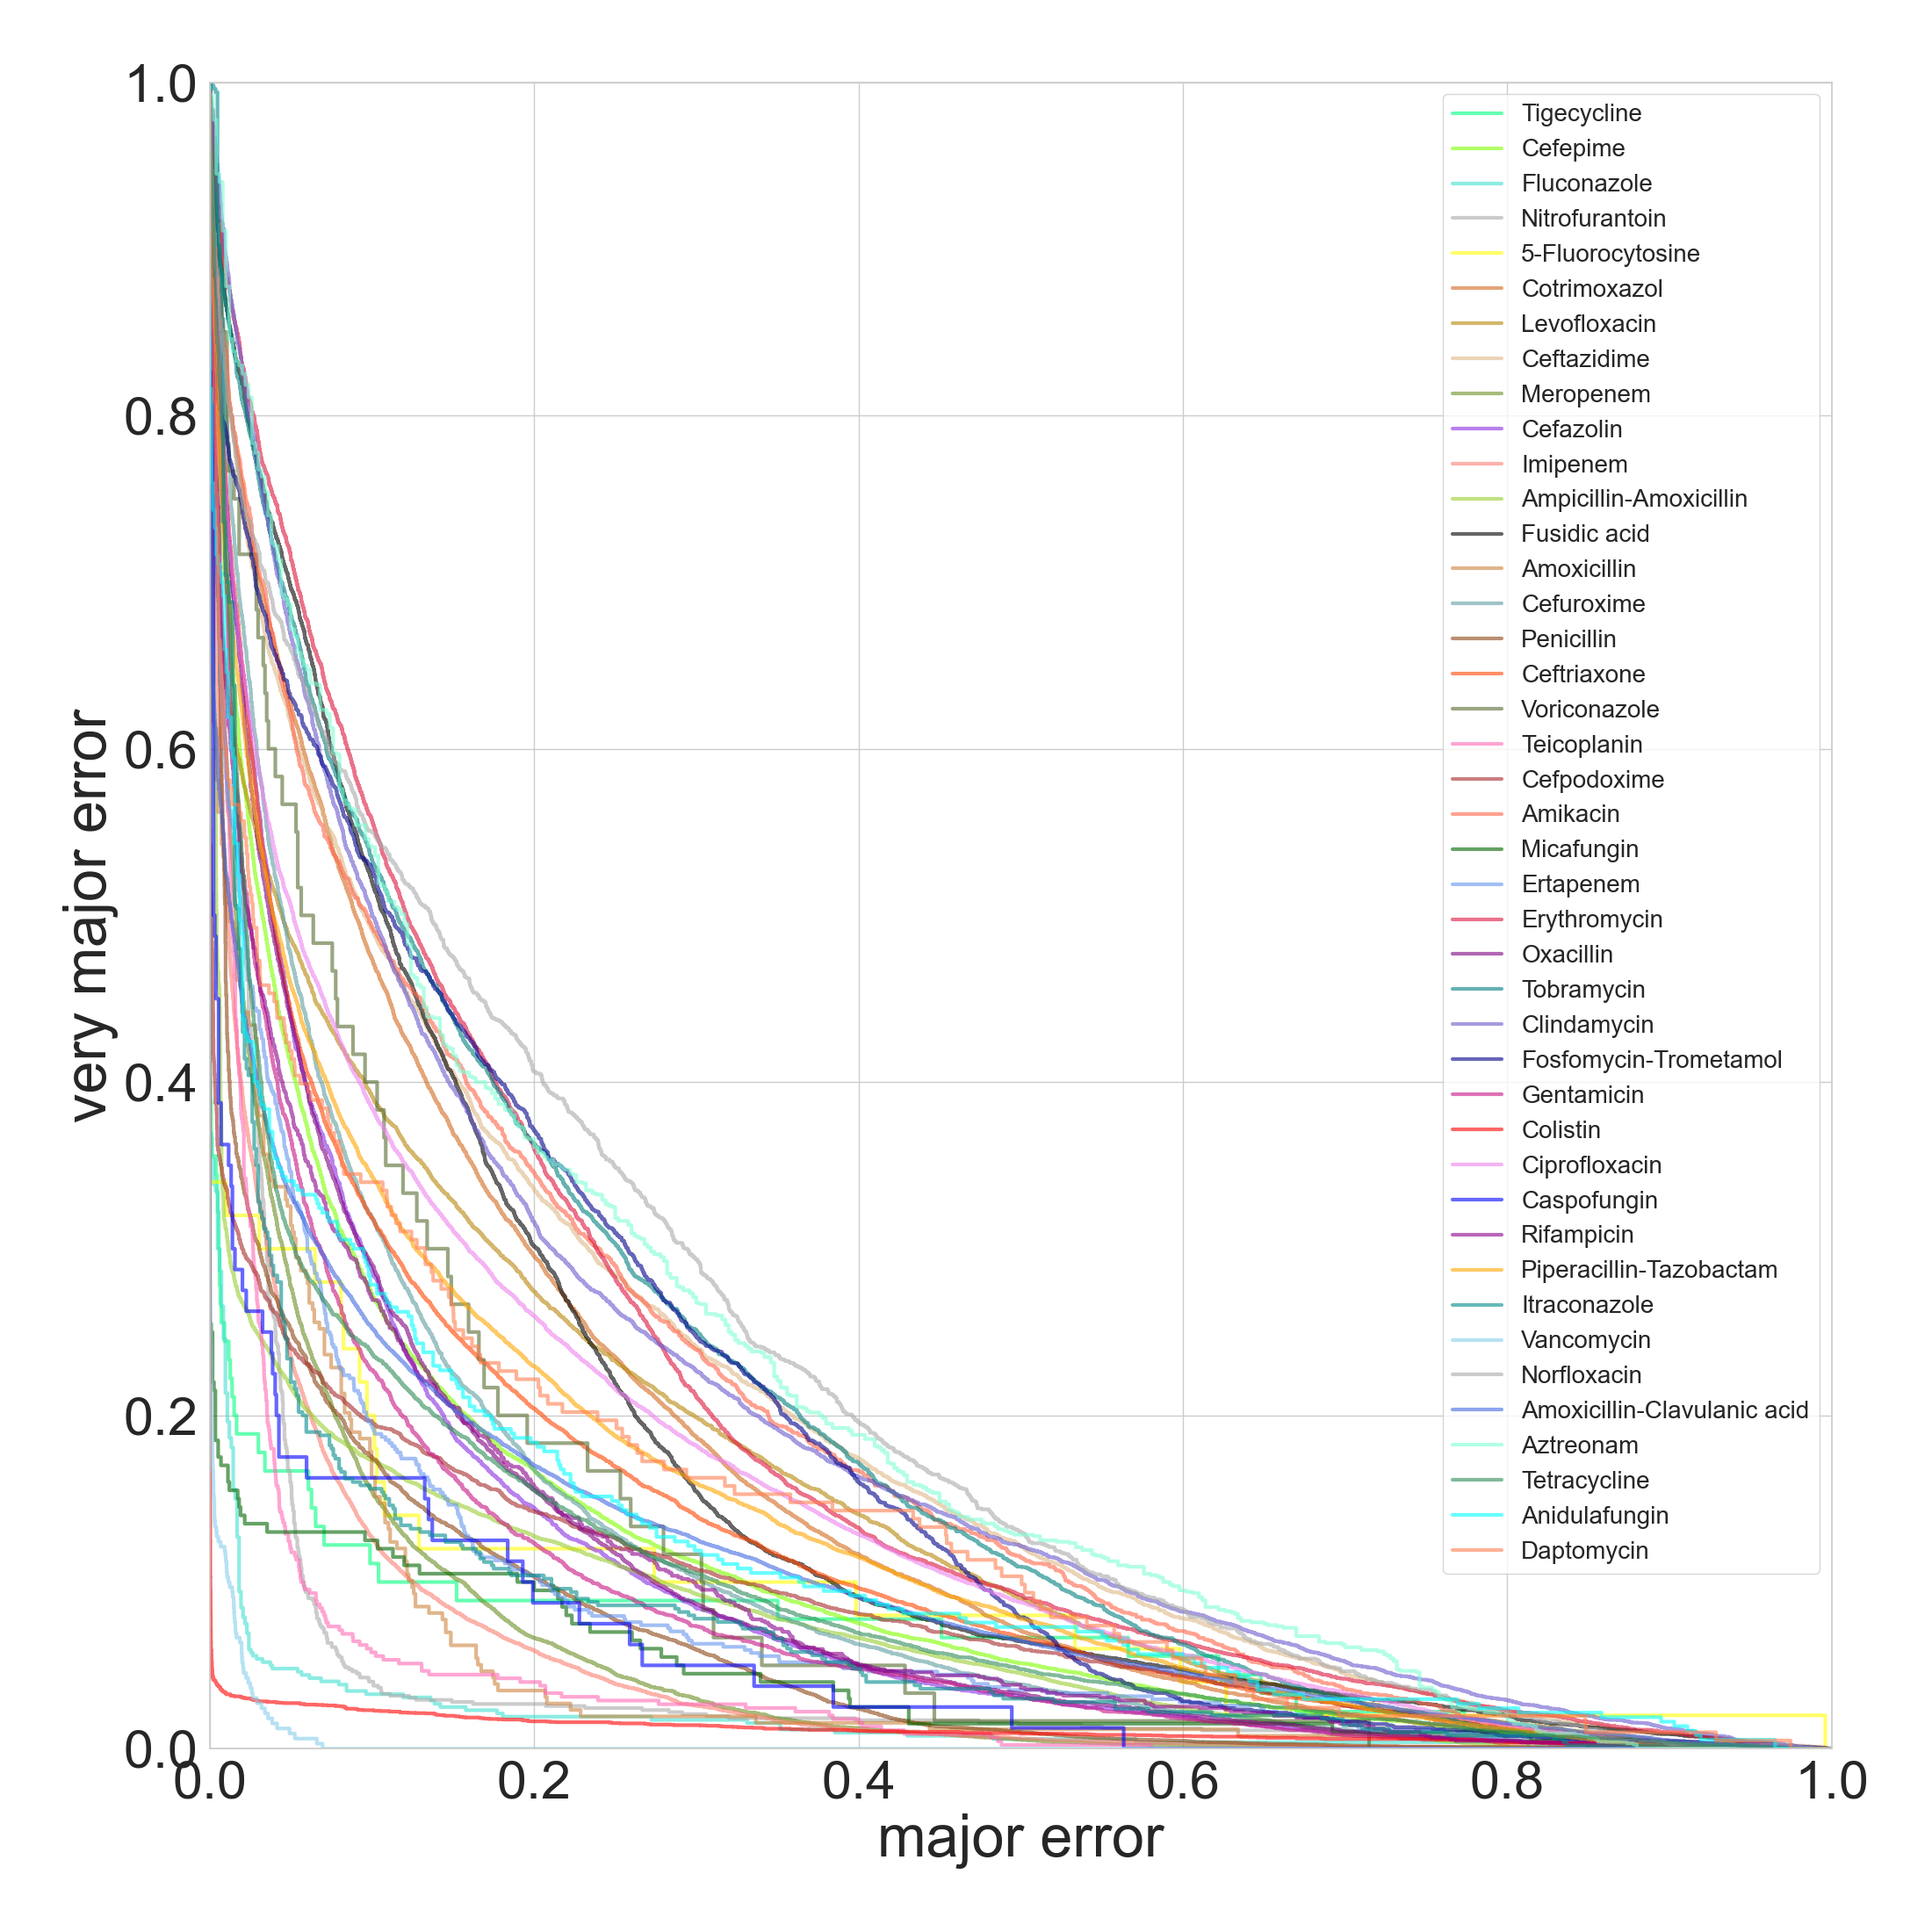 1.0
0.8
0.6
0.4
0.2
0.0
very major error
0.0 0.2 0.4 0.6 0.8 1.0
major error
Tigecycline
Cefepime
Fluconazole
Nitrofurantoin
5-Fluorocytosine
Cotrimoxazol
Levofloxacin
Ceftazidime
Meropenem
Cefazolin
Imipenem
Ampicillin-Amoxicillin
Fusidic acid
Amoxicillin
Cefuroxime
Penicillin
Ceftriaxone
Voriconazole
Teicoplanin
Cefpodoxime
Amikacin
Micafungin
Ertapenem
Erythromycin
Oxacillin
Tobramycin
Clindamycin
Fosfomycin-Trometamol
Gentamicin
Colistin
Ciprofloxacin
Caspofungin
Rifampicin
Piperacillin-Tazobactam
Itraconazole
Vancomycin
Norfloxacin
Amoxicillin-Clavulanic acid
Aztreonam
Tetracycline
Anidulafungin
Daptomycin